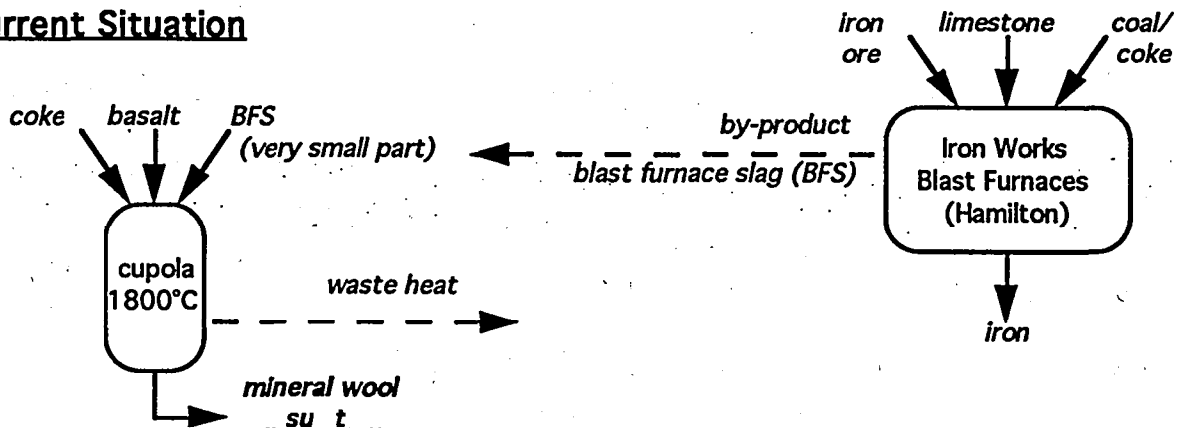 urrent Situation
coke basalt BFS
(very small part)
cupola
1800°C
waste heat
mineral wool
by-product
blast furnace slag (BFS)
iron
ore
limestone
coal/
coke
Iron Works
Blast Furnaces
(Hamilton)
iron